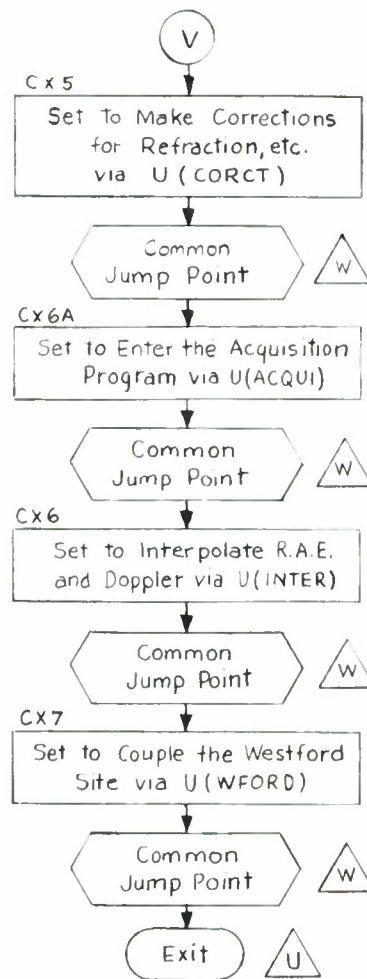 V
CX5
Set to Make Corrections
for Refraction, etc.
via U (CORCT)
Common
Jump Point
W
CX6A
Set to Enter the Acquisition
Program via U(ACQUI)
Common
Jump Point
W
CX6
Set to Interpolate R.A.E.
and Doppler via U(INTER)
Common
Jump Point
W
CX7
Set to Couple the Westford
Site via U (WFORD)
Common
Jump Point
W
Exit
U